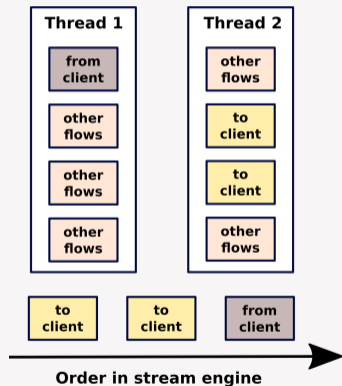 Thread 1
from
client
other
flows
other
flows
other
flows
Thread 2
other
flows
to
client
to
client
other
flows
to
client
to
client
from
client
Order in stream engine